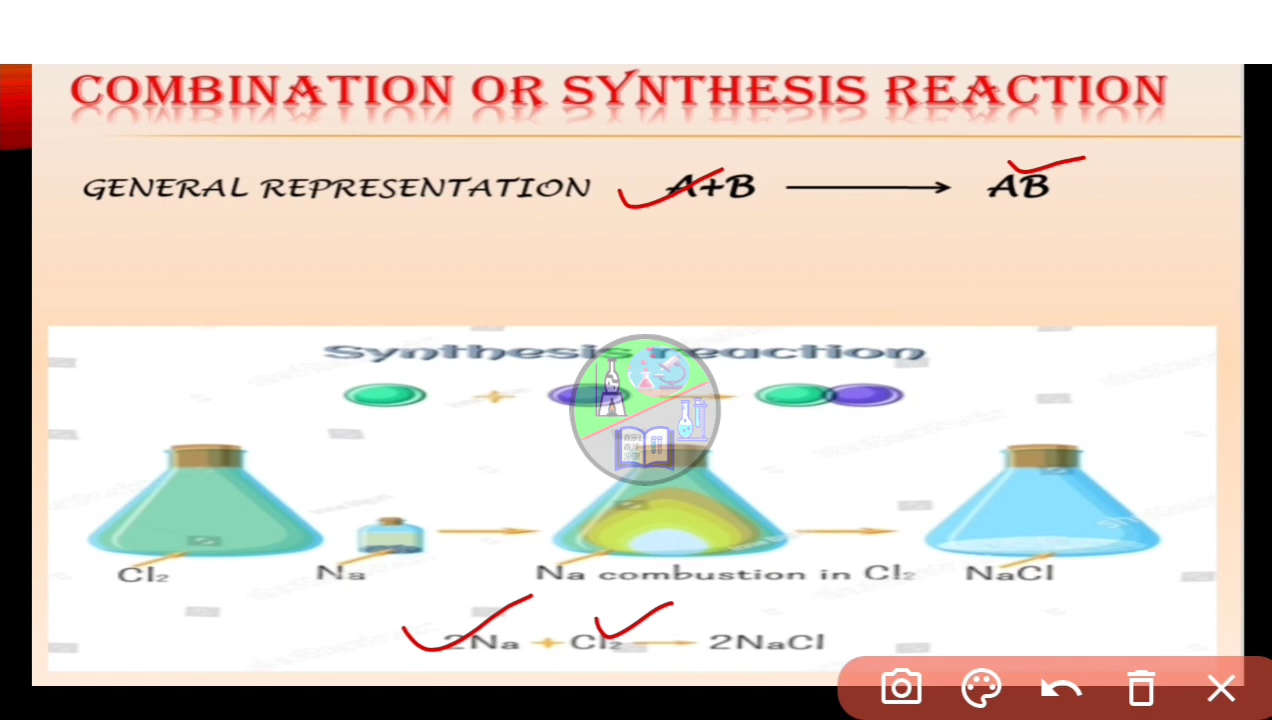 COMBINATION OR SYNTHESIS REACTION
GENERAL REPRESENTATION A+B ⟶ AB
Synthesis reaction
Cl₂ Na Na combustion in Cl₂ NaCl
2Na + Cl₂ → 2NaCl